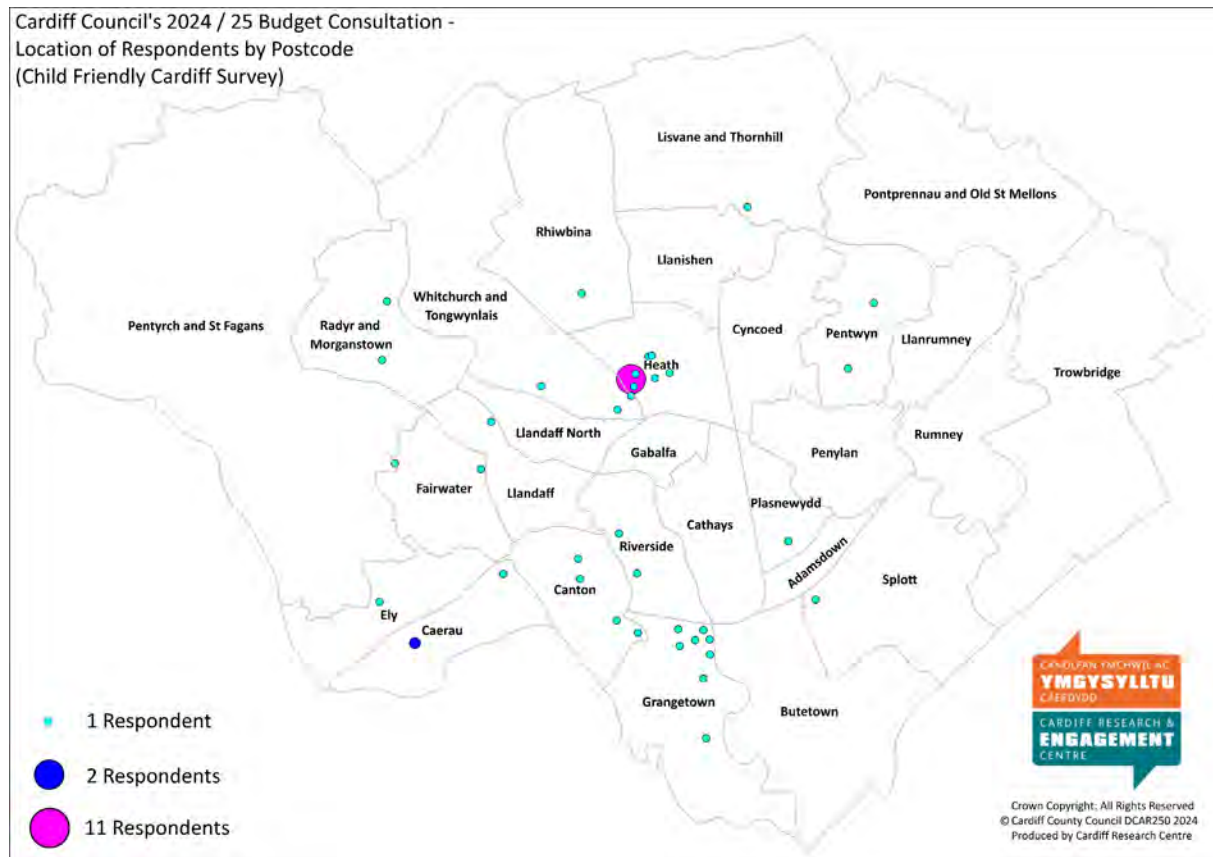 Cardiff Council's 2024 / 25 Budget Consultation -
Location of Respondents by Postcode
(Child Friendly Cardiff Survey)
Lisvane and Thornhill
Pontprennau and Old St Mellons
Rhiwbina
Llanishen
Whitchurch and
Tongwynlais
Pentyrch and St Fagans
Radyr and
Morganstown
Cyncoed
Pentwyn
Llanrumney
Heath
Trowbridge
Llandaff North
Rumney
Gabalfa
Penylan
Fairwater
Llandaff
Plasnewydd
Cathays
Riverside
Adamsdown
Splott
Canton
Ely
Caerau
Grangetown
Butetown
1 Respondent
2 Respondents
11 Respondents
CANOLFAN YMCHWIL AC
YMGYSYLLTU
CAERDYDD
CARDIFF RESEARCH &
ENGAGEMENT
CENTRE
Crown Copyright; All Rights Reserved
© Cardiff County Council DCAR250 2024
Produced by Cardiff Research Centre